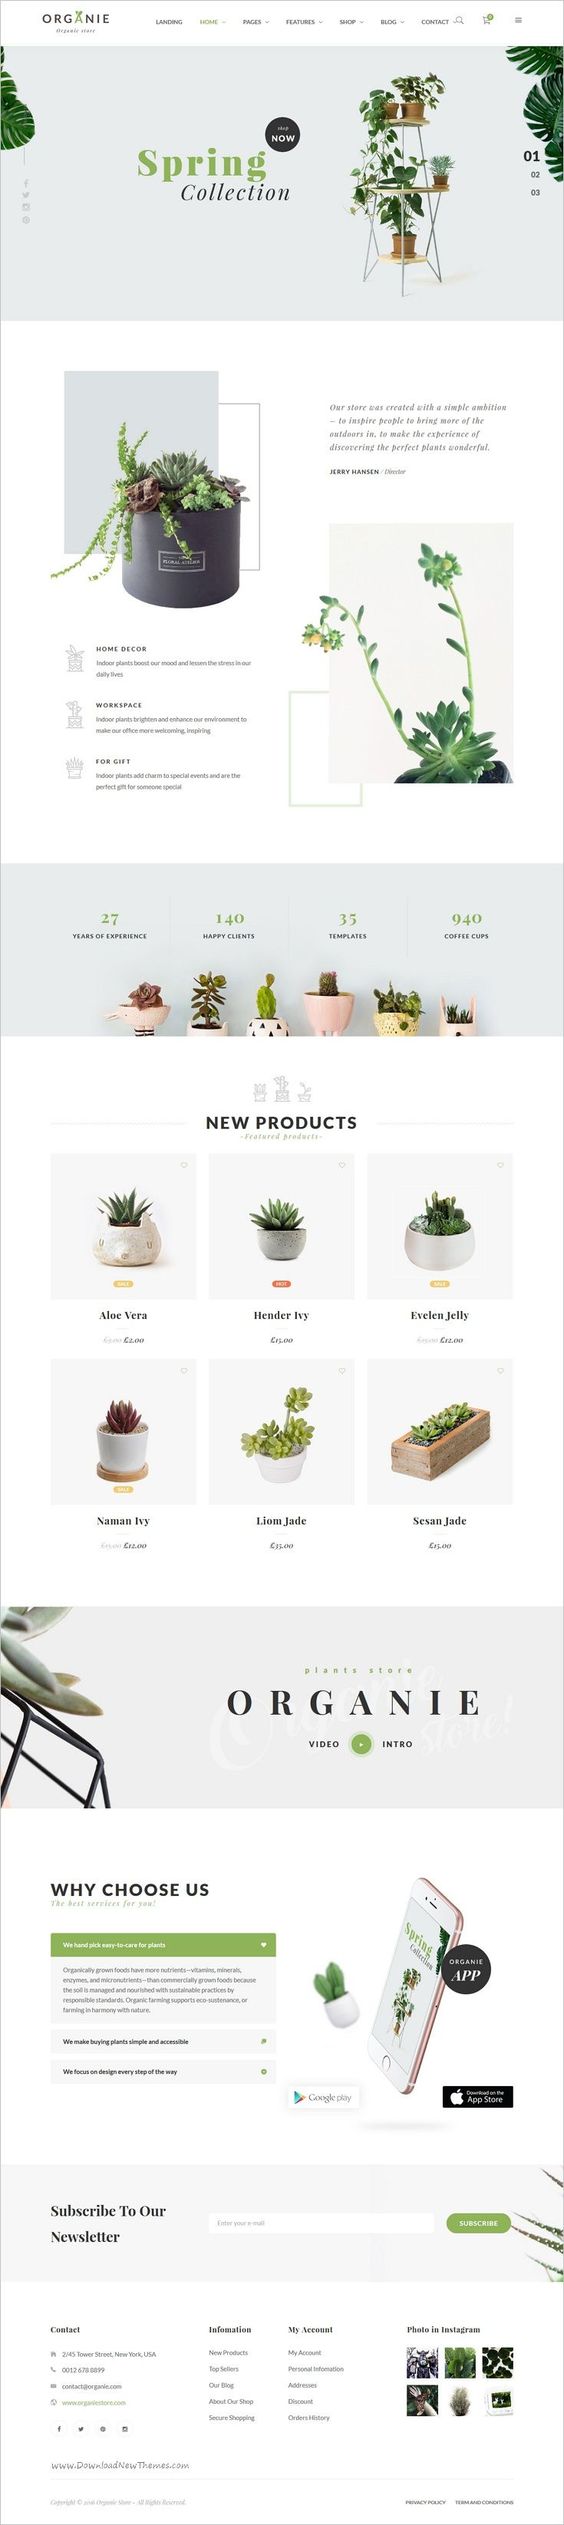 ORGANIE
Organic store
LANDING HOME PAGES FEATURES SHOP BLOG CONTACT 0
shop
NOW
Spring
Collection
01
02
03
Our store was created with a simple ambition
– to inspire people to bring more of the
outdoors in, to make the experience of
discovering the perfect plants wonderful.
JERRY HANSEN / Director
FLORAL ATELIER
HOME DECOR
Indoor plants boost our mood and lessen the stress in our
daily lives
WORKSPACE
Indoor plants brighten and enhance our environment to
make our office more welcoming, inspiring
FOR GIFT
Indoor plants add charm to special events and are the
perfect gift for someone special
27 140 35 940
YEARS OF EXPERIENCE HAPPY CLIENTS TEMPLATES COFFEE CUPS
NEW PRODUCTS
-Featured products-
SALE HOT SALE
Aloe Vera Hender Ivy Evelen Jelly
£3.00 £2.00 £15.00 £15.00 £12.00
SALE
Naman Ivy Liom Jade Sesan Jade
£15.00 £12.00 £35.00 £15.00
plants store
ORGANIE
Organie store!
VIDEO INTRO
WHY CHOOSE US
The best services for you!
We hand pick easy-to-care for plants
Organically grown foods have more nutrients—vitamins, minerals,
enzymes, and micronutrients—than commercially grown foods because
the soil is managed and nourished with sustainable practices by
responsible standards. Organic farming supports eco-sustenance, or
farming in harmony with nature.
We make buying plants simple and accessible
We focus on design every step of the way
Spring
Collection
ORGANIE
APP
Google play
Download on the
App Store
Subscribe To Our
Newsletter
Enter your e-mail
SUBSCRIBE
Contact
2/45 Tower Street, New York, USA
0012 678 8899
contact@organie.com
www.organiestore.com
Infomation
New Products
Top Sellers
Our Blog
About Our Shop
Secure Shopping
My Account
My Account
Personal Infomation
Addresses
Discount
Orders History
Photo in Instagram
www.DownloadNewThemes.com
Copyright © 2016 Organie Store - All Rights Reserved.
PRIVACY POLICY TERM AND CONDITIONS